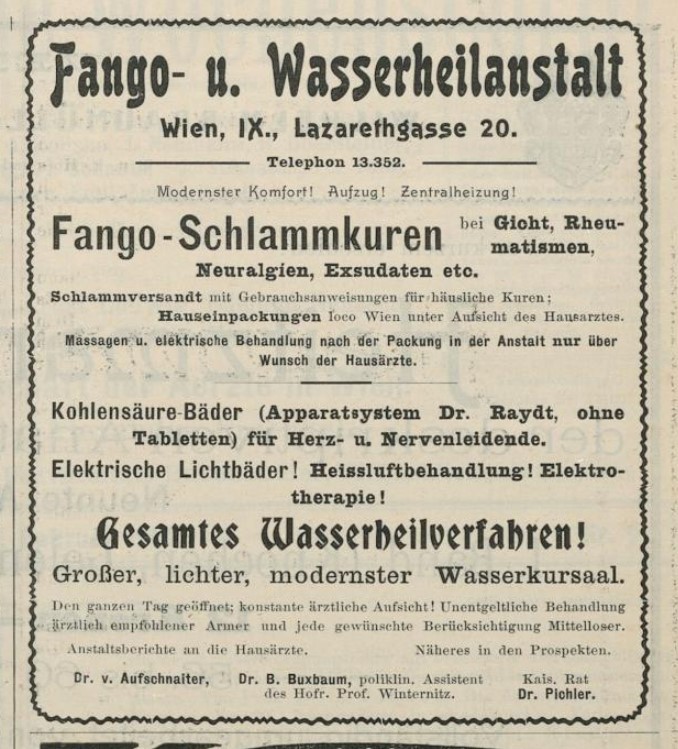 Fango- u. Wasserheilanstalt
Wien, IX., Lazarethgasse 20.
Telephon 13.352.
Modernster Komfort! Aufzug! Zentralheizung!
Fango-Schlammkuren bei Gicht, Rheu-
matismen,
Neuralgien, Exsudaten etc.
Schlammversandt mit Gebrauchsanweisungen für häusliche Kuren;
Hauseinpackungen loco Wien unter Aufsicht des Hausarztes.
Massagen u. elektrische Behandlung nach der Packung in der Anstalt nur über
Wunsch der Hausärzte.
Kohlensäure-Bäder (Apparatsystem Dr. Raydt, ohne
Tabletten) für Herz- u. Nervenleidende.
Elektrische Lichtbäder! Heissluftbehandlung! Elektro-
therapie!
Gesamtes Wasserheilverfahren!
Großer, lichter, modernster Wasserkursaal.
Den ganzen Tag geöffnet; konstante ärztliche Aufsicht! Unentgeltliche Behandlung
ärztlich empfohlener Armer und jede gewünschte Berücksichtigung Mittelloser.
Anstaltsberichte an die Hausärzte. Näheres in den Prospekten.
Dr. v. Aufschnaiter, Dr. B. Buxbaum, poliklin. Assistent Kais. Rat
des Hofr. Prof. Winternitz. Dr. Pichler.